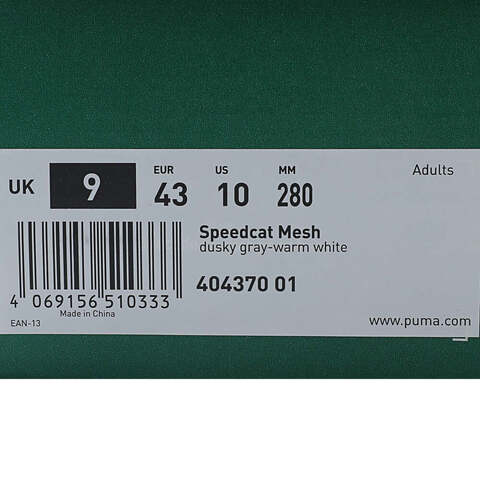 Adults
EUR US MM
UK 9 43 10 280
Speedcat Mesh
dusky gray-warm white
404370 01
4 069156 510333
Made in China
EAN-13
www.puma.com